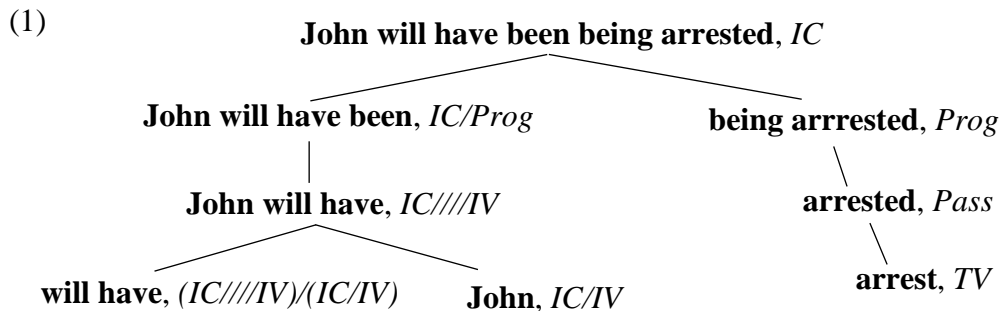 (1)
John will have been being arrested, IC
John will have been, IC/Prog
being arrrested, Prog
John will have, IC////IV
arrested, Pass
will have, (IC////IV)/(IC/IV)
John, IC/IV
arrest, TV